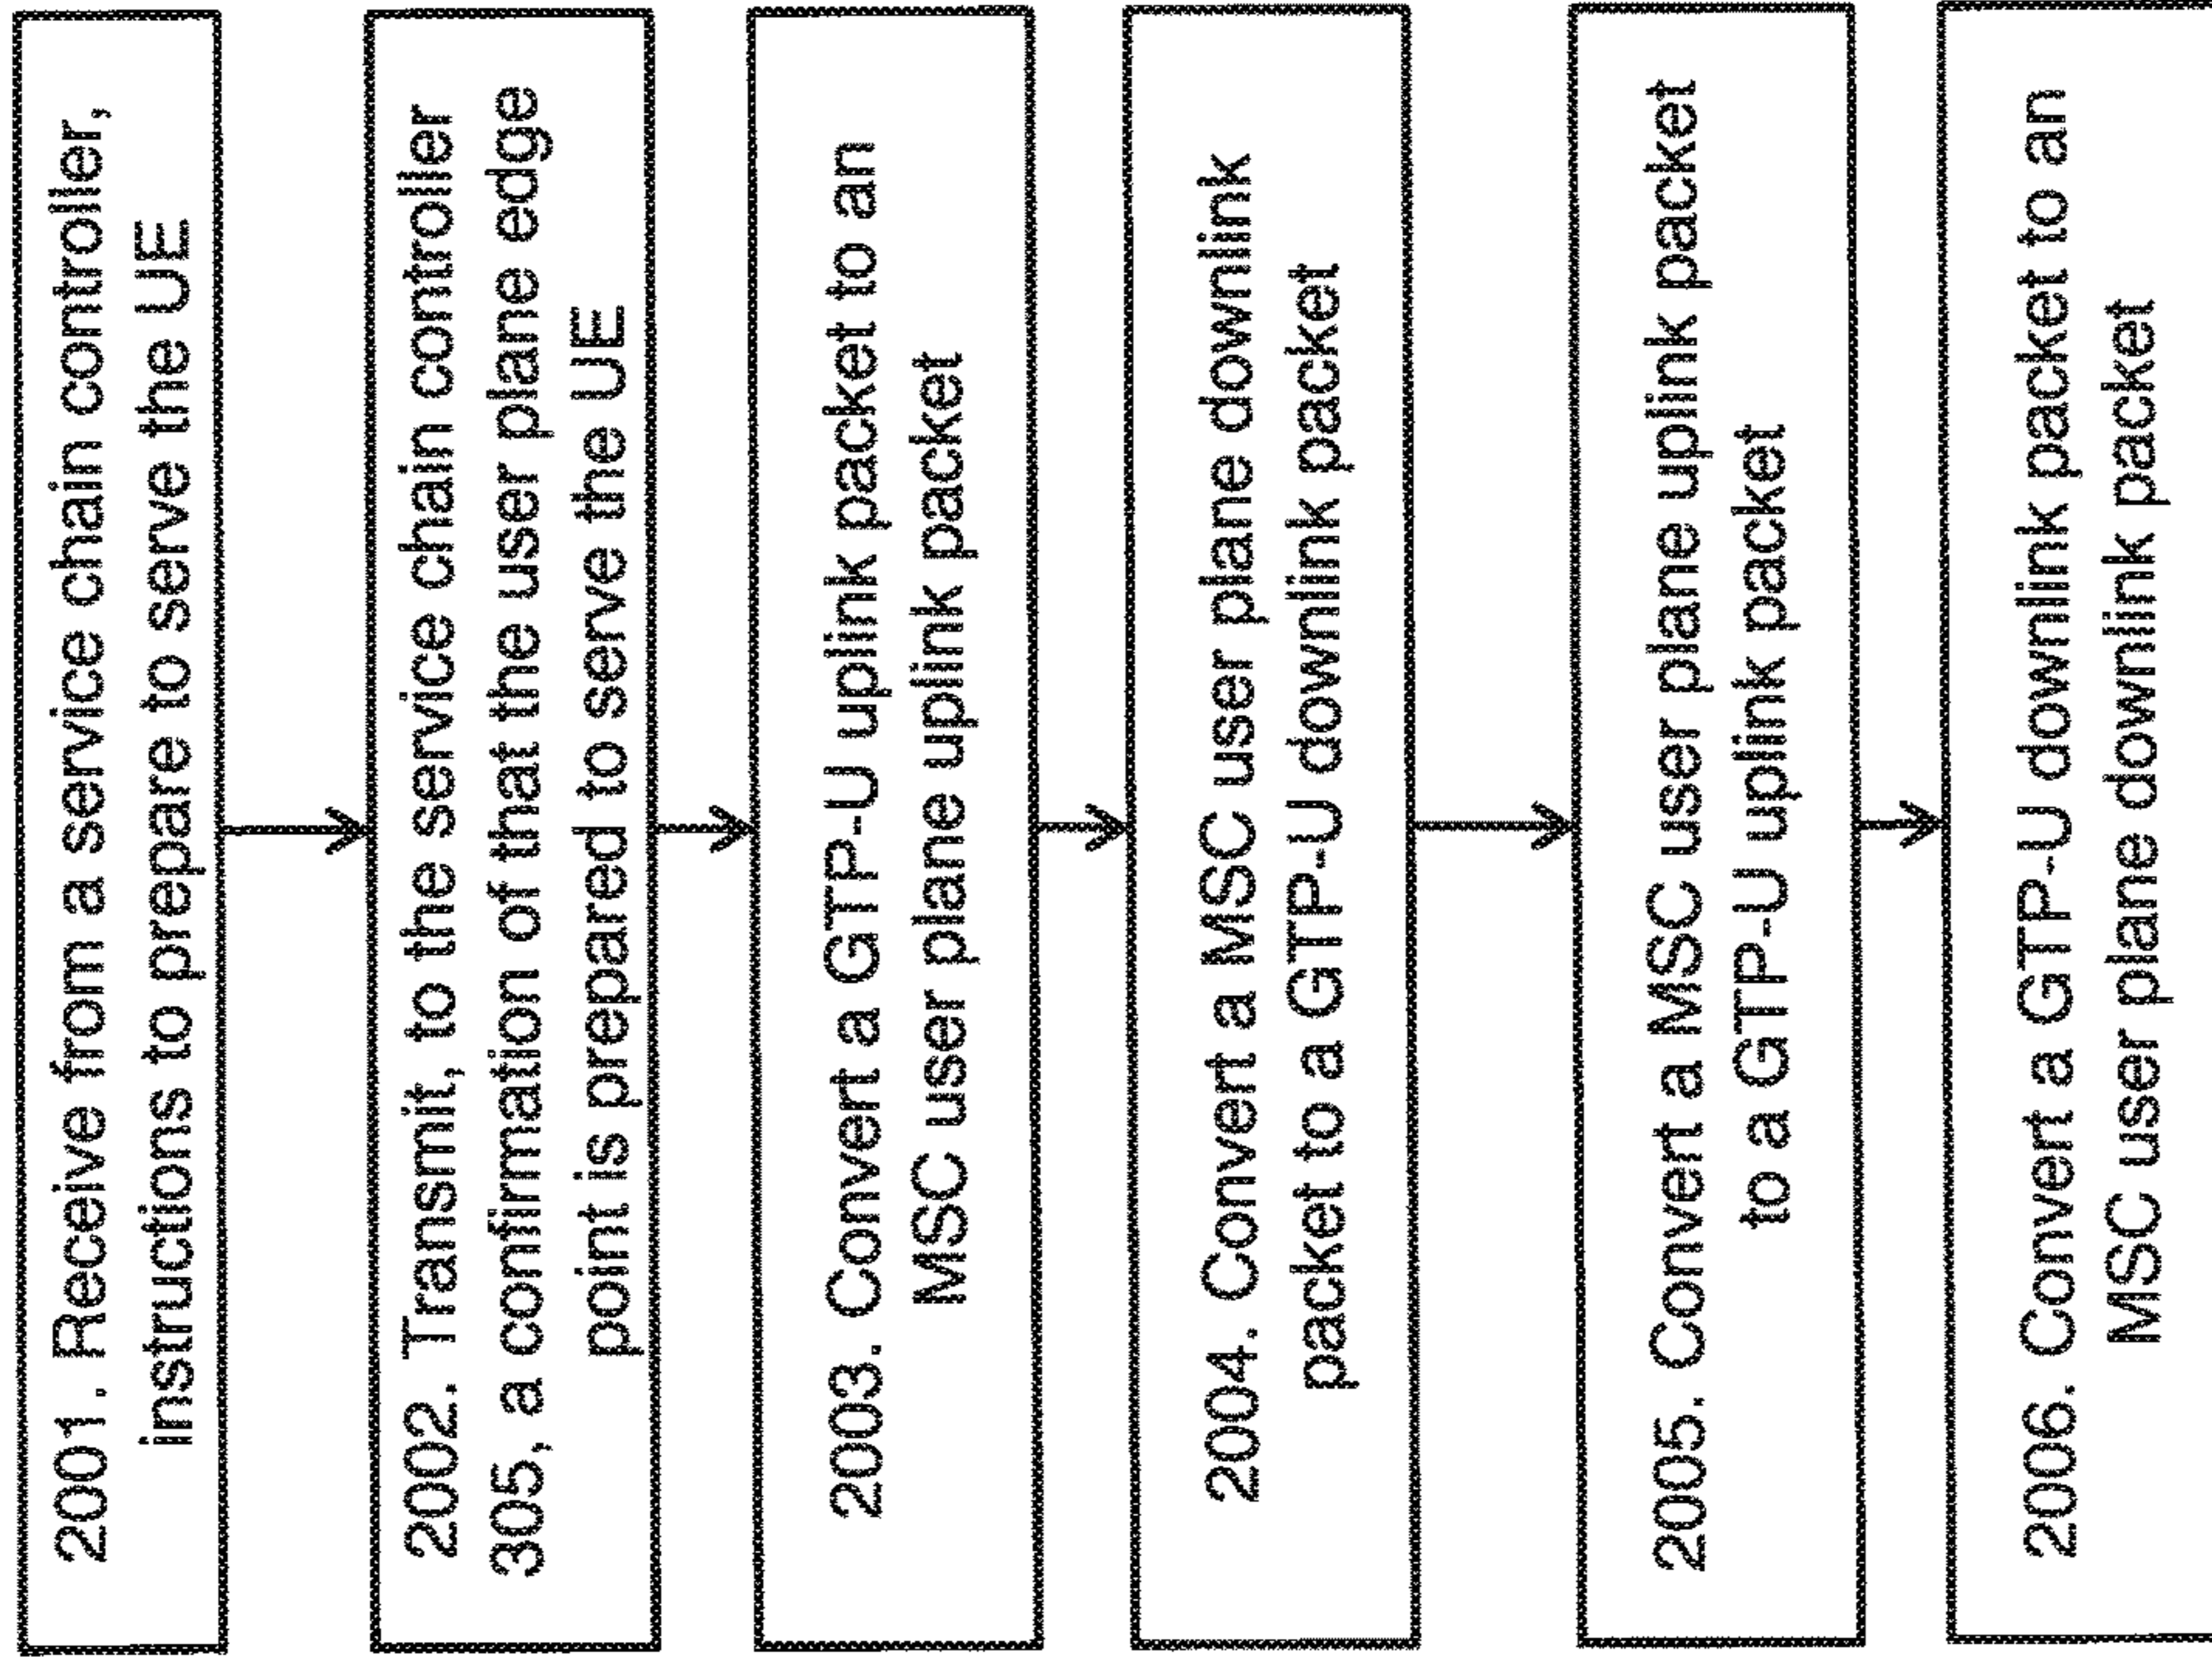 2001. Receive from a service chain controller,
instructions to prepare to serve the UE
2002. Transmit, to the service chain controller
305, a confirmation of that the user plane edge
point is prepared to serve the UE
2003. Convert a GTP-U uplink packet to an
MSC user plane uplink packet
2004. Convert a MSC user plane downlink
packet to a GTP-U downlink packet
2005. Convert a MSC user plane uplink packet
to a GTP-U uplink packet
2006. Convert a GTP-U downlink packet to an
MSC user plane downlink packet